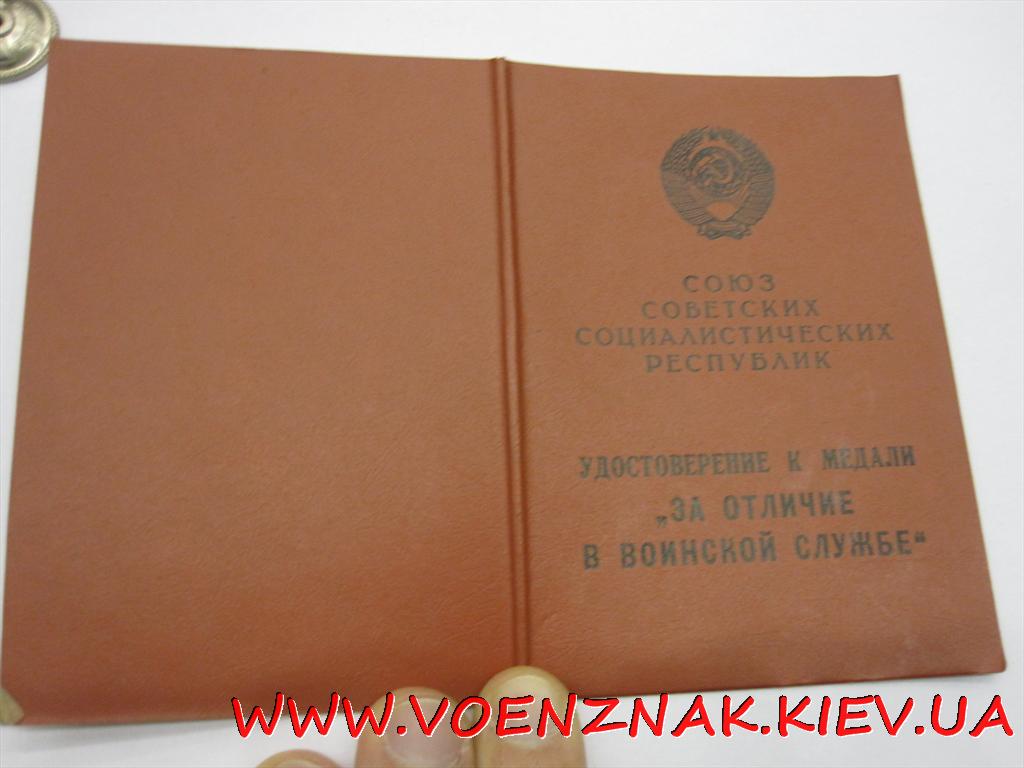 СОЮЗ
СОВЕТСКИХ
СОЦИАЛИСТИЧЕСКИХ
РЕСПУБЛИК
УДОСТОВЕРЕНИЕ К МЕДАЛИ
„ЗА ОТЛИЧИЕ
В ВОИНСКОЙ СЛУЖБЕ“
WWW.VOENZNAK.KIEV.UA